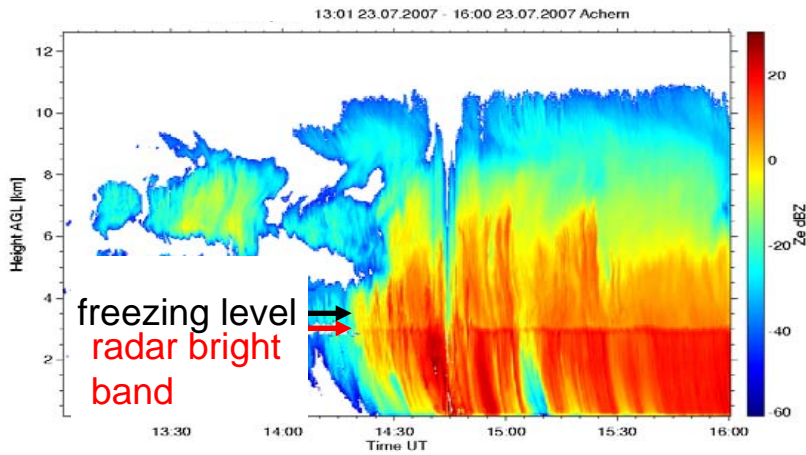 13:01 23.07.2007 - 16:00 23.07.2007 Achern
12
10
8
6
4
2
Height AGL [km]
freezing level
radar bright
band
13:30
14:00
14:30
15:00
15:30
16:00
Time UT
20
0
-20
-40
-60
Ze dBZ